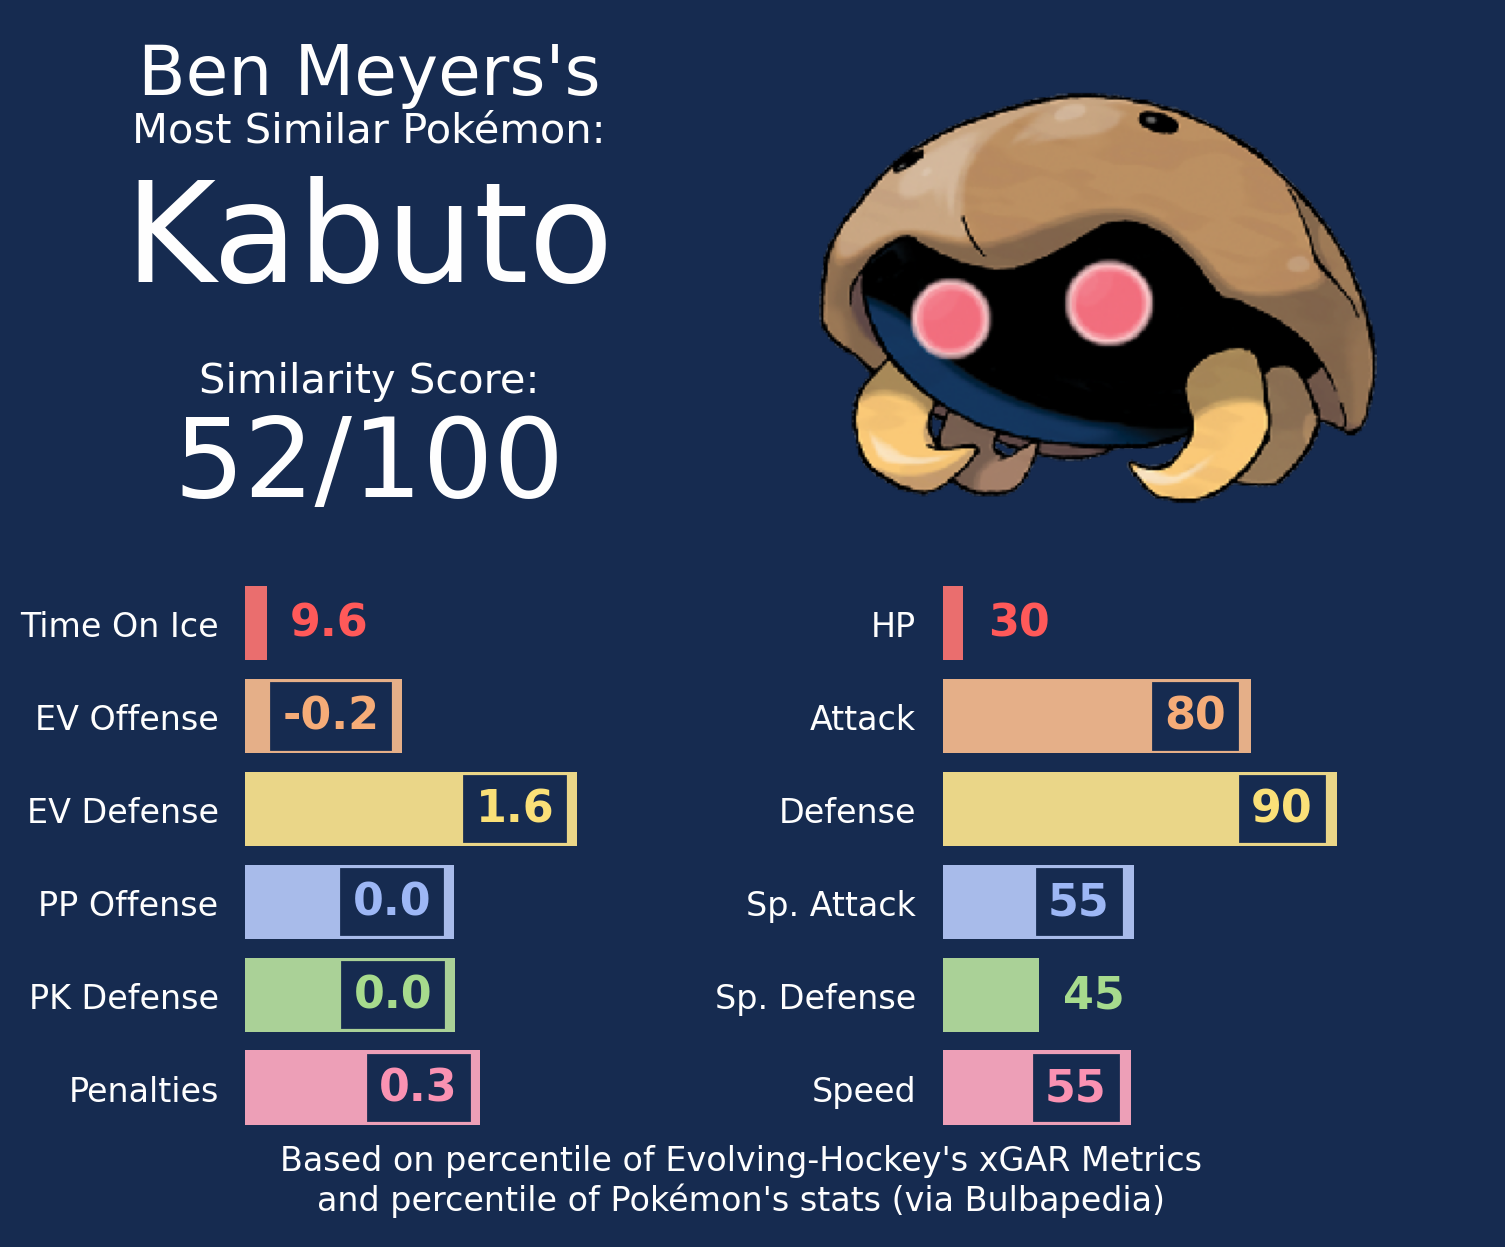 Ben Meyers's
Most Similar Pokémon:
Kabuto
Similarity Score:
52/100
Time On Ice 9.6
EV Offense -0.2
EV Defense 1.6
PP Offense 0.0
PK Defense 0.0
Penalties 0.3
HP 30
Attack 80
Defense 90
Sp. Attack 55
Sp. Defense 45
Speed 55
Based on percentile of Evolving-Hockey's xGAR Metrics
and percentile of Pokémon's stats (via Bulbapedia)